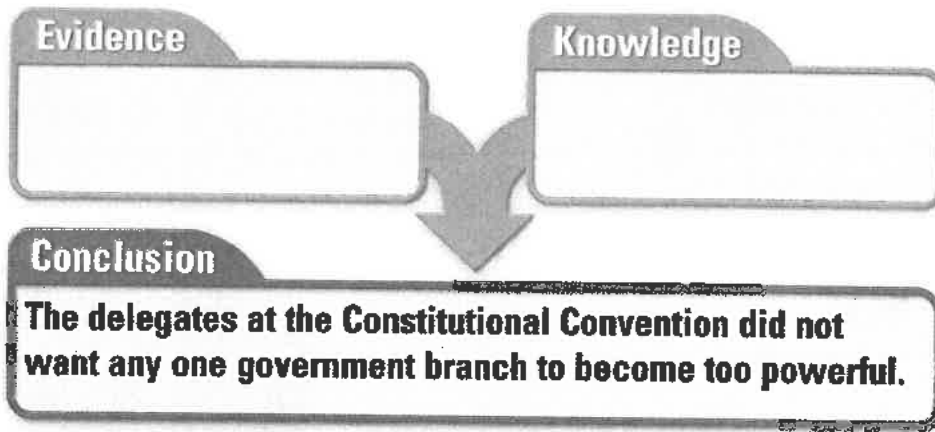 Evidence
Knowledge
Conclusion
The delegates at the Constitutional Convention did not
want any one government branch to become too powerful.